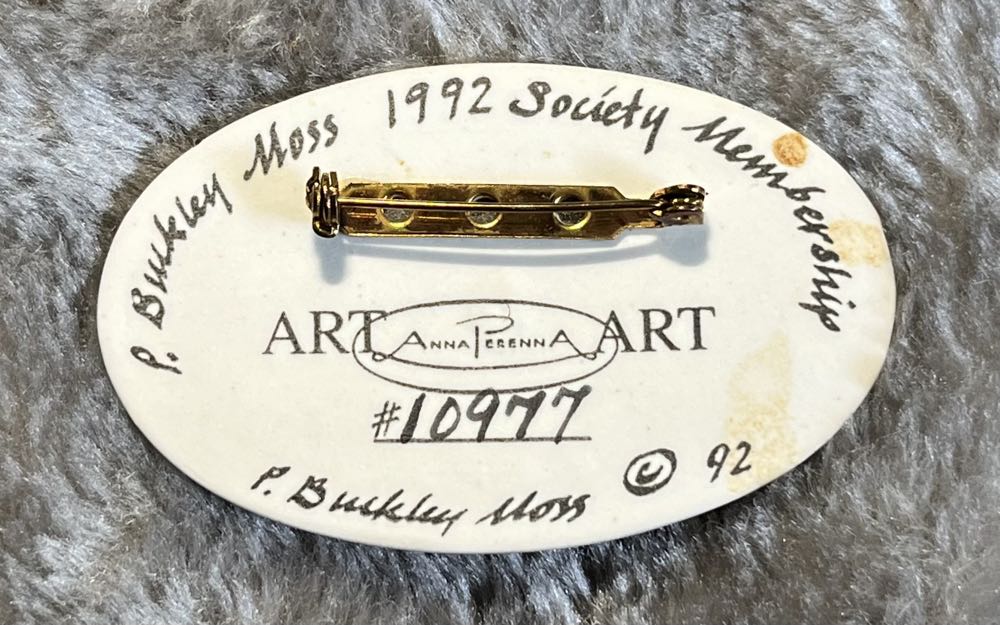 P. Buckley Moss 1992 Society Membership
ART ANNA PERENNA ART
#10977
P. Buckley Moss © 92